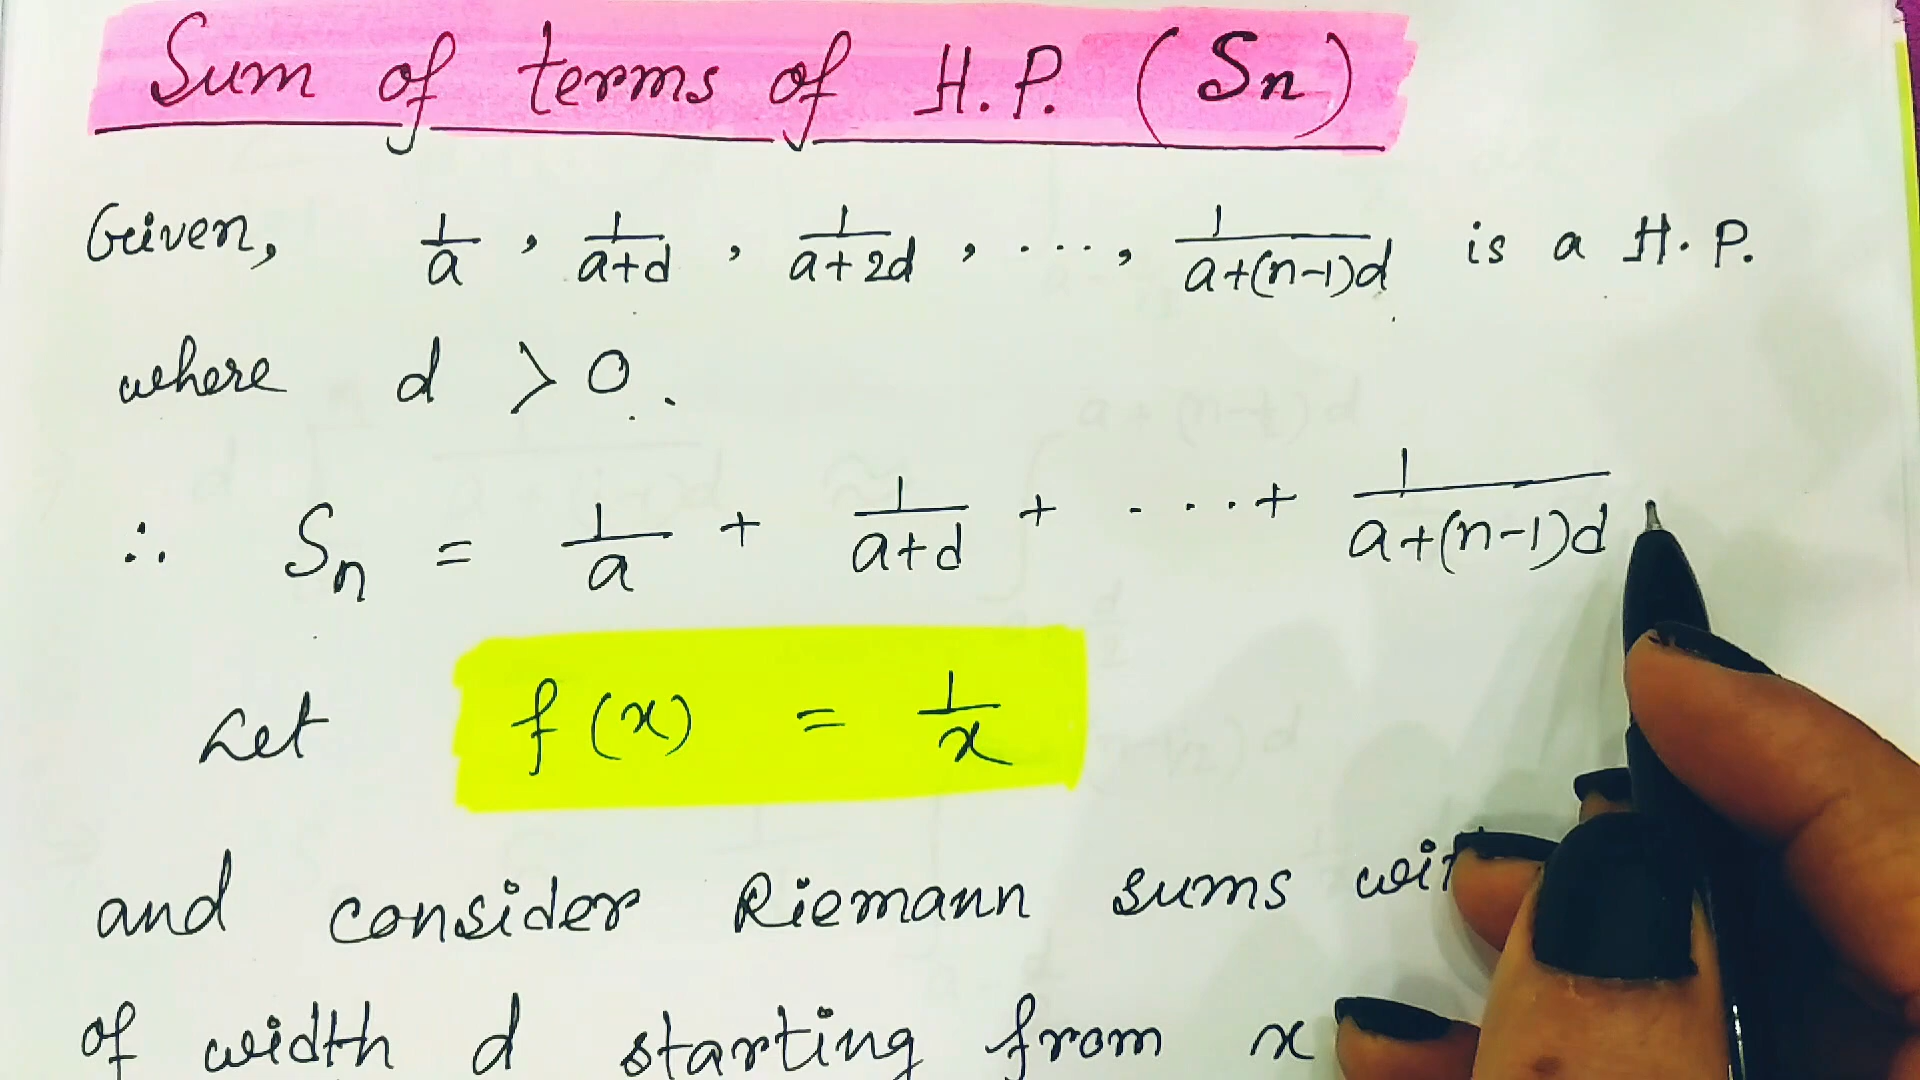 Sum of terms of H.P. (Sn)
Given, 1/a, 1/(a+d), 1/(a+2d), ...., 1/(a+(n-1)d) is a H.P.
where d > 0.
∴ Sn = 1/a + 1/(a+d) + ....+ 1/(a+(n-1)d)
Let f(x) = 1/x
and consider Riemann sums
of width d starting from x